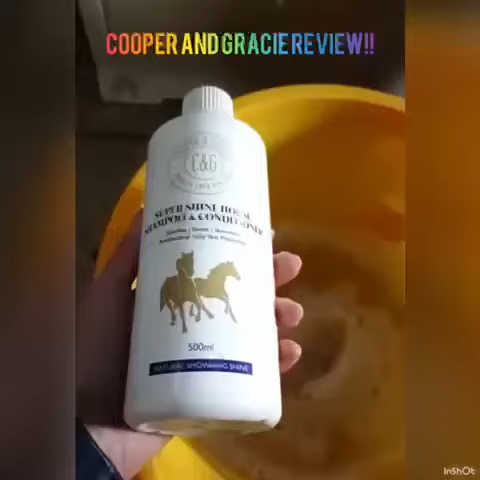 COOPER AND GRACIE REVIEW!!
C&G
SUPER SHINE HORSE
SHAMPOO & CONDITIONER
500ml
NATURAL SHOW SHINE
InShOt